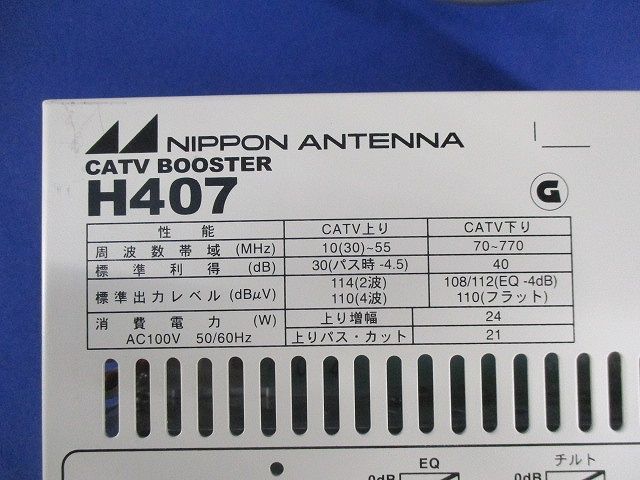 NIPPON ANTENNA
CATV BOOSTER
H407
G
性能 CATV上り CATV下り
周波数帯域(MHz) 10(30)~55 70~770
標準利得(dB) 30(パス時 -4.5) 40
標準出力レベル(dBμV) 114(2波) 108/112(EQ -4dB)
110(4波) 110(フラット)
消費電力(W) 上り増幅 24
AC100V 50/60Hz 上りパス・カット 21
EQ チルト
0dB 0dB